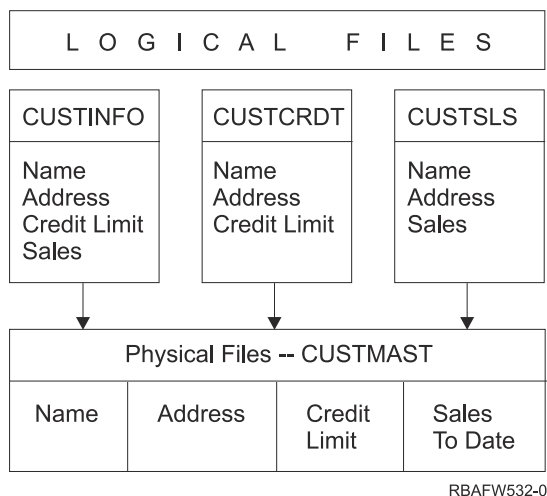 L O G I C A L   F I L E S
CUSTINFO
Name
Address
Credit Limit
Sales
CUSTCRDT
Name
Address
Credit Limit
CUSTSLS
Name
Address
Sales
Physical Files -- CUSTMAST
Name
Address
Credit
Limit
Sales
To Date
RBAFW532-0